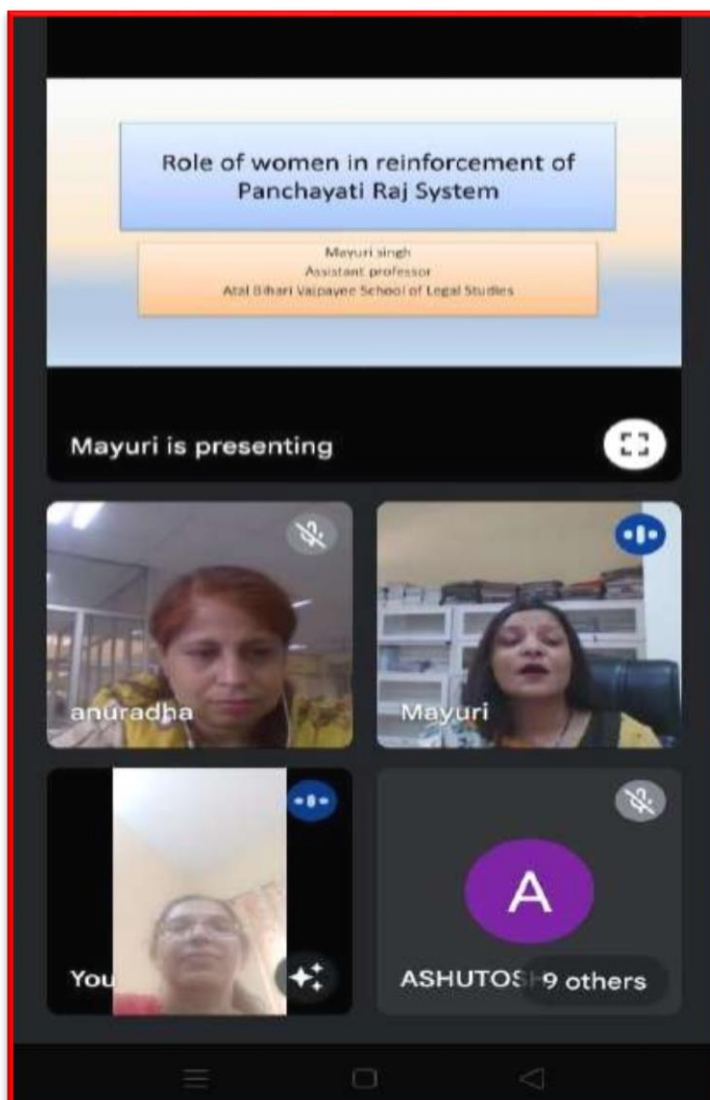 Role of women in reinforcement of
Panchayati Raj System
Mayuri singh
Assistant professor
Atal Bihari Vajpayee School of Legal Studies
Mayuri is presenting
anuradha
Mayuri
You
A
ASHUTOS
9 others